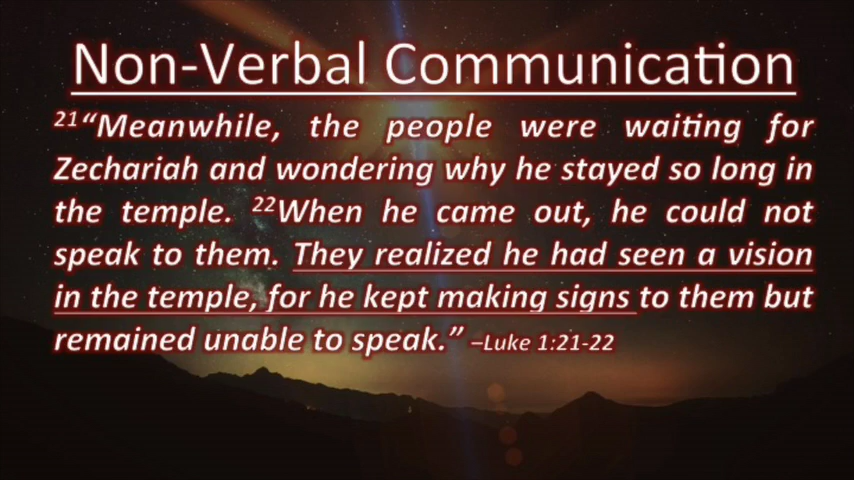 Non-Verbal Communication
21“Meanwhile, the people were waiting for
Zechariah and wondering why he stayed so long in
the temple. 22When he came out, he could not
speak to them. They realized he had seen a vision
in the temple, for he kept making signs to them but
remained unable to speak.” –Luke 1:21-22